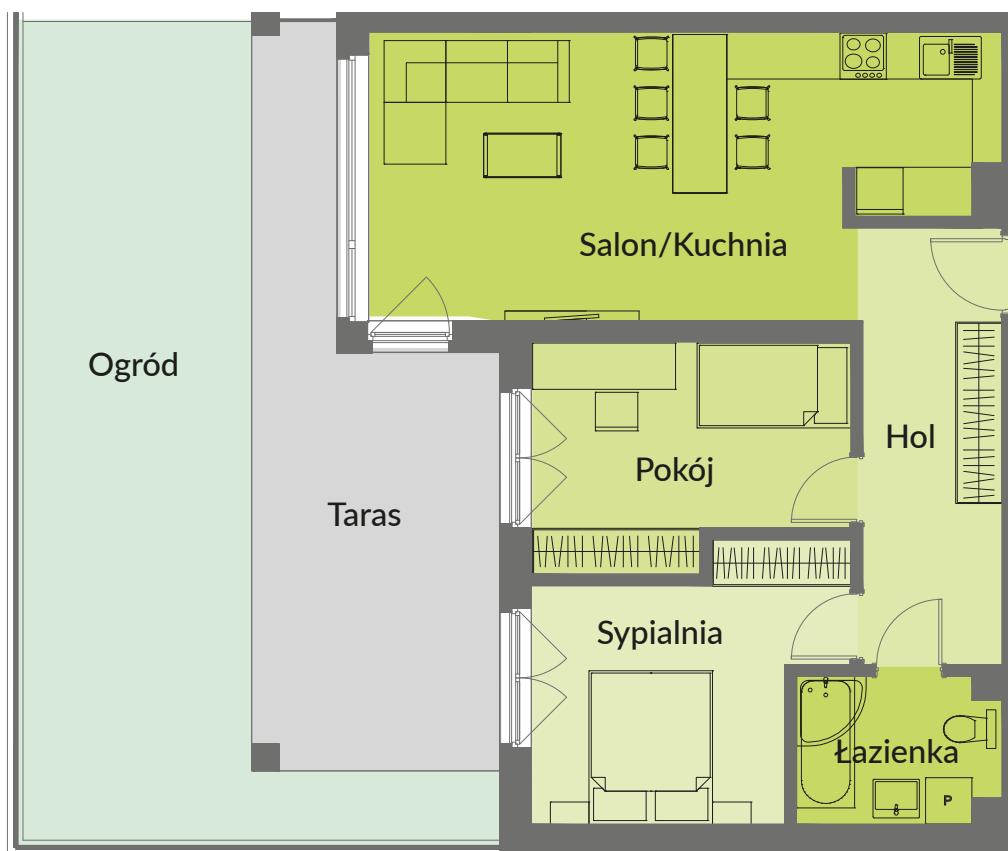 Salon/Kuchnia
Ogród
Hol
Pokój
Taras
Sypialnia
Łazienka
P